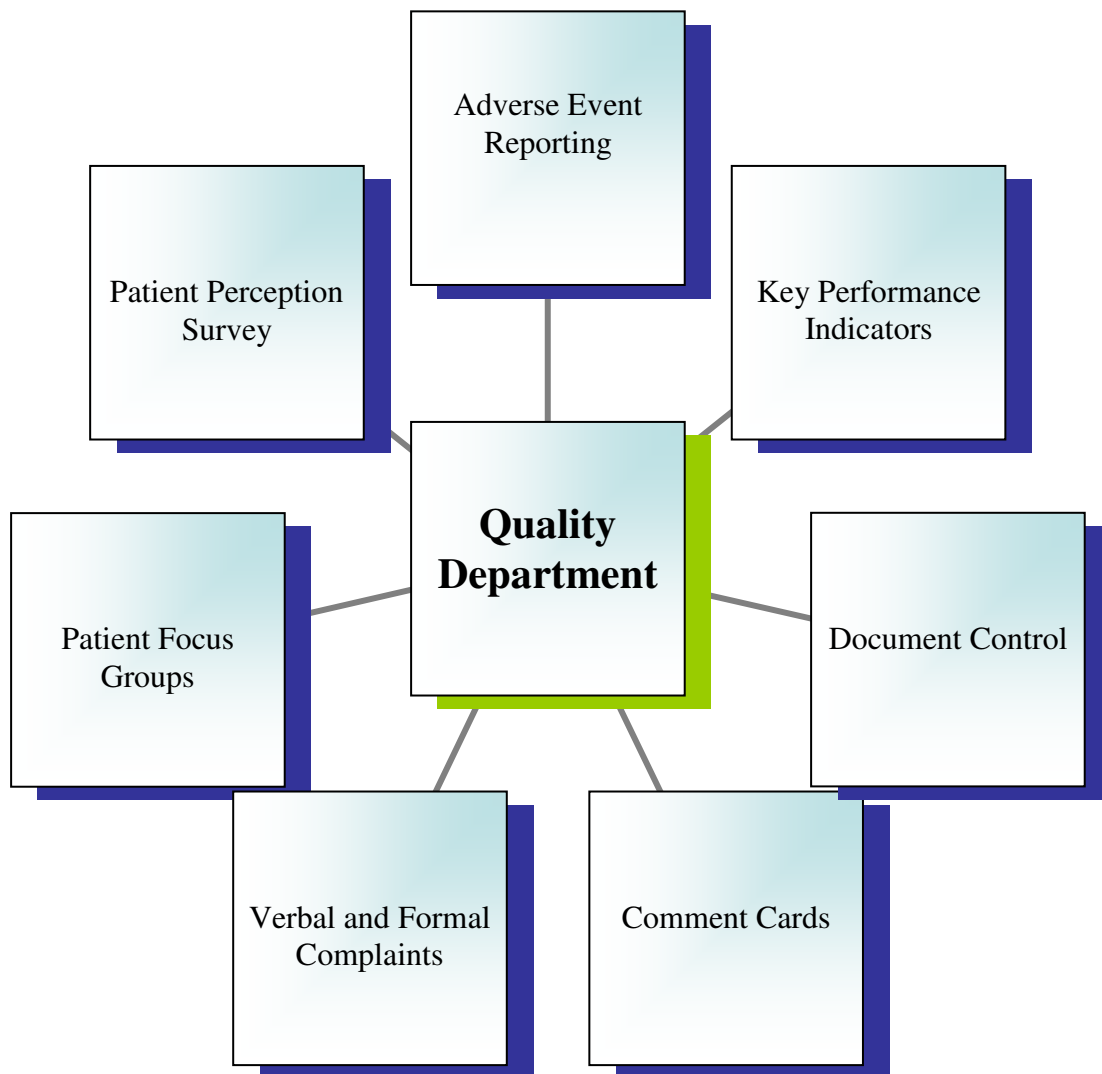 Adverse Event
Reporting
Patient Perception
Survey
Key Performance
Indicators
Quality
Department
Patient Focus
Groups
Document Control
Verbal and Formal
Complaints
Comment Cards